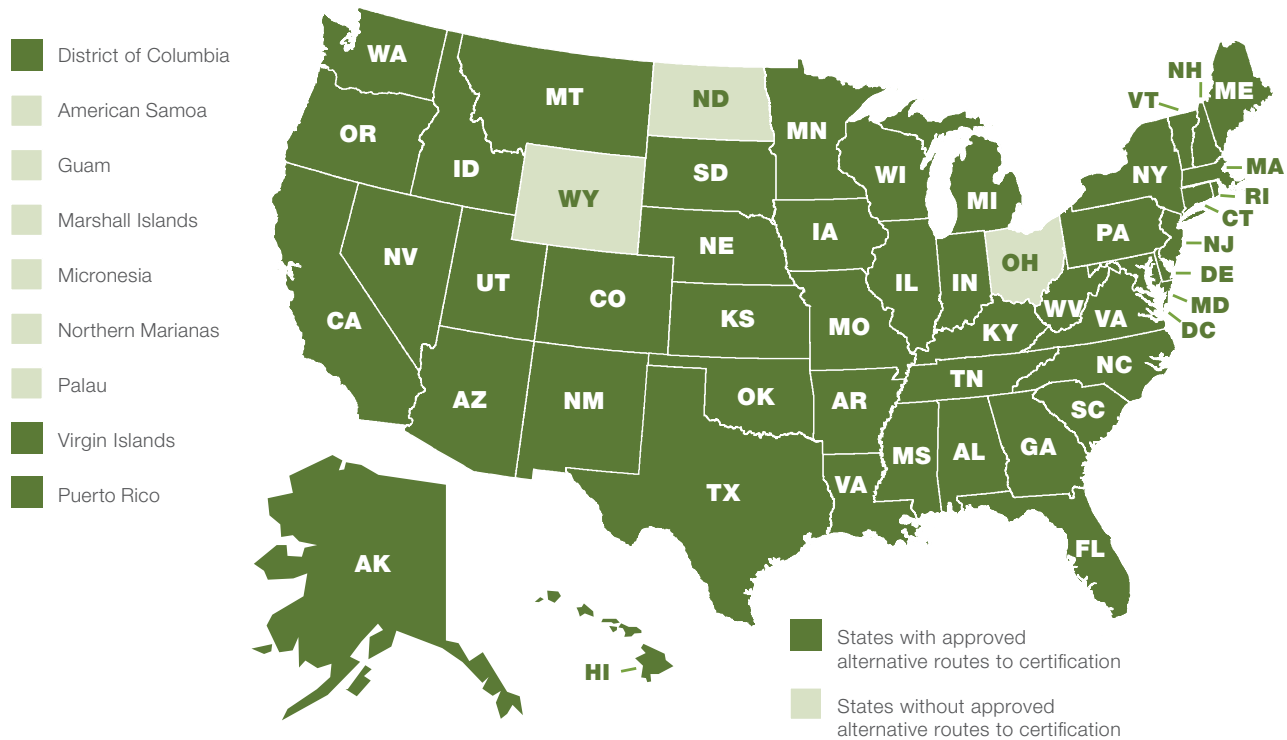 District of Columbia
American Samoa
Guam
Marshall Islands
Micronesia
Northern Marianas
Palau
Virgin Islands
Puerto Rico
WA
OR
CA
ID
NV
MT
WY
UT
AZ
CO
NM
ND
SD
NE
KS
OK
TX
MN
IA
MO
AR
VA
WI
IL
MI
IN
OH
KY
TN
MS
AL
GA
FL
SC
NC
VA
WV
PA
NY
VT
NH
ME
MA
RI
CT
NJ
DE
MD
DC
AK
HI
States with approved
alternative routes to certification
States without approved
alternative routes to certification